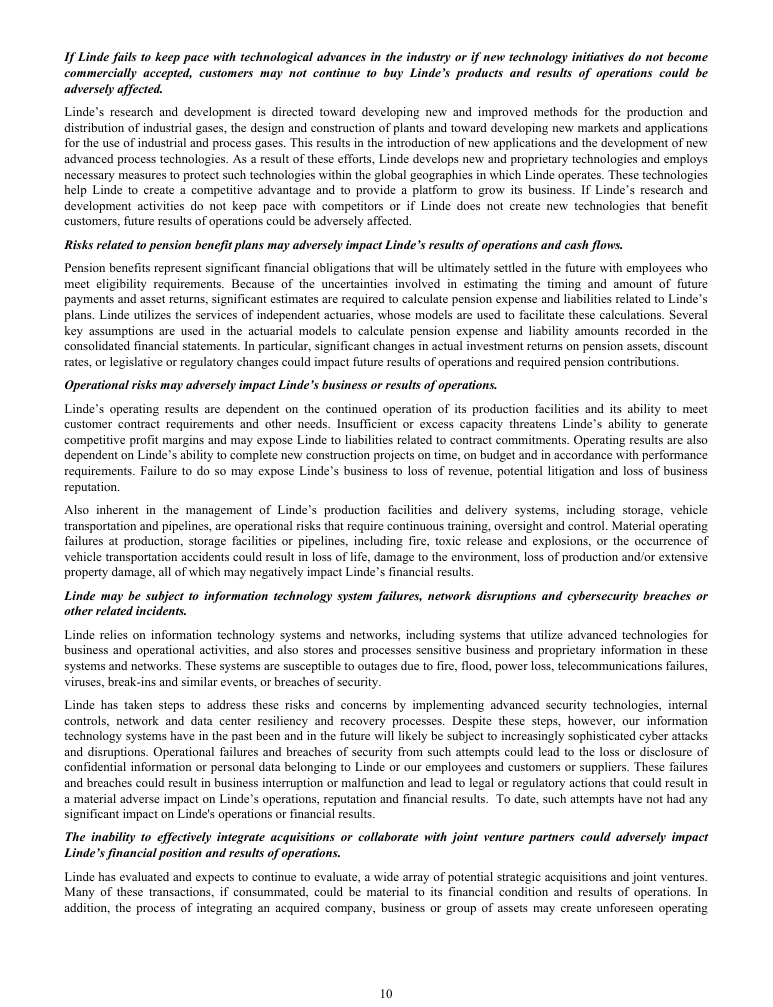 If Linde fails to keep pace with technological advances in the industry or if new technology initiatives do not become
commercially accepted, customers may not continue to buy Linde’s products and results of operations could be
adversely affected.
Linde’s research and development is directed toward developing new and improved methods for the production and
distribution of industrial gases, the design and construction of plants and toward developing new markets and applications
for the use of industrial and process gases. This results in the introduction of new applications and the development of new
advanced process technologies. As a result of these efforts, Linde develops new and proprietary technologies and employs
necessary measures to protect such technologies within the global geographies in which Linde operates. These technologies
help Linde to create a competitive advantage and to provide a platform to grow its business. If Linde’s research and
development activities do not keep pace with competitors or if Linde does not create new technologies that benefit
customers, future results of operations could be adversely affected.
Risks related to pension benefit plans may adversely impact Linde’s results of operations and cash flows.
Pension benefits represent significant financial obligations that will be ultimately settled in the future with employees who
meet eligibility requirements. Because of the uncertainties involved in estimating the timing and amount of future
payments and asset returns, significant estimates are required to calculate pension expense and liabilities related to Linde’s
plans. Linde utilizes the services of independent actuaries, whose models are used to facilitate these calculations. Several
key assumptions are used in the actuarial models to calculate pension expense and liability amounts recorded in the
consolidated financial statements. In particular, significant changes in actual investment returns on pension assets, discount
rates, or legislative or regulatory changes could impact future results of operations and required pension contributions.
Operational risks may adversely impact Linde’s business or results of operations.
Linde’s operating results are dependent on the continued operation of its production facilities and its ability to meet
customer contract requirements and other needs. Insufficient or excess capacity threatens Linde’s ability to generate
competitive profit margins and may expose Linde to liabilities related to contract commitments. Operating results are also
dependent on Linde’s ability to complete new construction projects on time, on budget and in accordance with performance
requirements. Failure to do so may expose Linde’s business to loss of revenue, potential litigation and loss of business
reputation.
Also inherent in the management of Linde’s production facilities and delivery systems, including storage, vehicle
transportation and pipelines, are operational risks that require continuous training, oversight and control. Material operating
failures at production, storage facilities or pipelines, including fire, toxic release and explosions, or the occurrence of
vehicle transportation accidents could result in loss of life, damage to the environment, loss of production and/or extensive
property damage, all of which may negatively impact Linde’s financial results.
Linde may be subject to information technology system failures, network disruptions and cybersecurity breaches or
other related incidents.
Linde relies on information technology systems and networks, including systems that utilize advanced technologies for
business and operational activities, and also stores and processes sensitive business and proprietary information in these
systems and networks. These systems are susceptible to outages due to fire, flood, power loss, telecommunications failures,
viruses, break-ins and similar events, or breaches of security.
Linde has taken steps to address these risks and concerns by implementing advanced security technologies, internal
controls, network and data center resiliency and recovery processes. Despite these steps, however, our information
technology systems have in the past been and in the future will likely be subject to increasingly sophisticated cyber attacks
and disruptions. Operational failures and breaches of security from such attempts could lead to the loss or disclosure of
confidential information or personal data belonging to Linde or our employees and customers or suppliers. These failures
and breaches could result in business interruption or malfunction and lead to legal or regulatory actions that could result in
a material adverse impact on Linde’s operations, reputation and financial results.  To date, such attempts have not had any
significant impact on Linde's operations or financial results.
The inability to effectively integrate acquisitions or collaborate with joint venture partners could adversely impact
Linde’s financial position and results of operations.
Linde has evaluated and expects to continue to evaluate, a wide array of potential strategic acquisitions and joint ventures.
Many of these transactions, if consummated, could be material to its financial condition and results of operations. In
addition, the process of integrating an acquired company, business or group of assets may create unforeseen operating
10